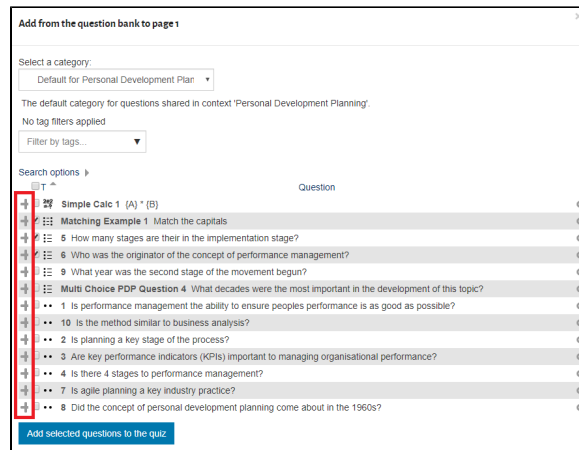 Add from the question bank to page 1
Select a category:
Default for Personal Development Plan
The default category for questions shared in context 'Personal Development Planning'.
No tag filters applied
Filter by tags...
Search options
T Question
Simple Calc 1 {A} * {B}
Matching Example 1 Match the capitals
5 How many stages are their in the implementation stage?
6 Who was the originator of the concept of performance management?
9 What year was the second stage of the movement begun?
Multi Choice PDP Question 4 What decades were the most important in the development of this topic?
1 Is performance management the ability to ensure peoples performance is as good as possible?
10 Is the method similar to business analysis?
2 Is planning a key stage of the process?
3 Are key performance indicators (KPIs) important to managing organisational performance?
4 Is there 4 stages to performance management?
7 Is agile planning a key industry practice?
8 Did the concept of personal development planning come about in the 1960s?
Add selected questions to the quiz